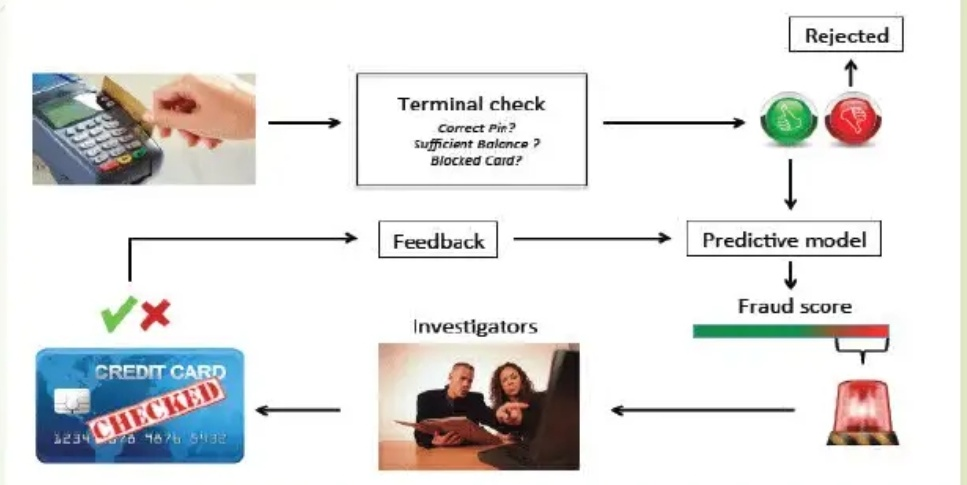 Rejected
Terminal check
Correct Pin?
Sufficient Balance ?
Blocked Card?
Feedback
Predictive model
Fraud score
Investigators
CREDIT CARD
CHECKED
1234 5678 9876 5432